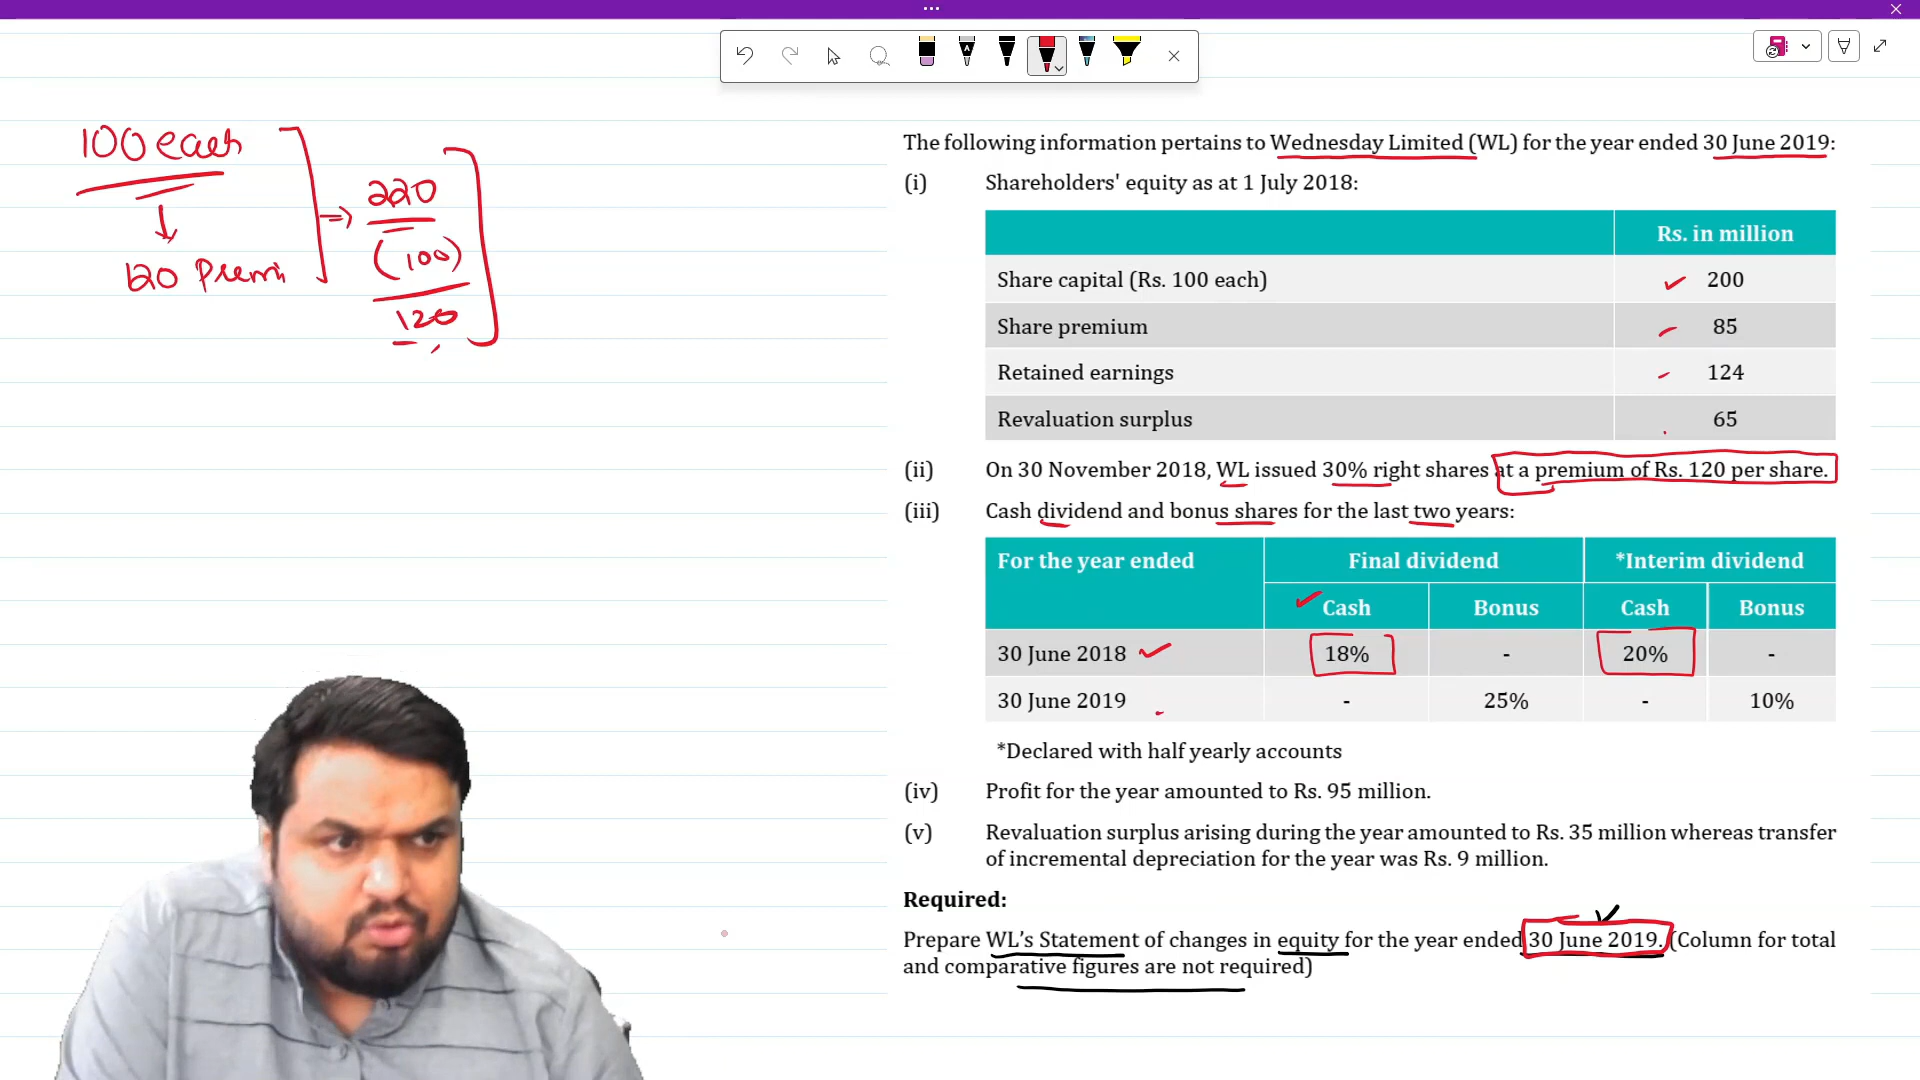 100 each
120 Premi
220
(100)
120
The following information pertains to Wednesday Limited (WL) for the year ended 30 June 2019:
(i) Shareholders' equity as at 1 July 2018:
Rs. in million
Share capital (Rs. 100 each) 200
Share premium 85
Retained earnings 124
Revaluation surplus 65
(ii) On 30 November 2018, WL issued 30% right shares at a premium of Rs. 120 per share.
(iii) Cash dividend and bonus shares for the last two years:
For the year ended Final dividend *Interim dividend
Cash Bonus Cash Bonus
30 June 2018 18% - 20% -
30 June 2019 - 25% - 10%
*Declared with half yearly accounts
(iv) Profit for the year amounted to Rs. 95 million.
(v) Revaluation surplus arising during the year amounted to Rs. 35 million whereas transfer
of incremental depreciation for the year was Rs. 9 million.
Required:
Prepare WL's Statement of changes in equity for the year ended 30 June 2019. (Column for total
and comparative figures are not required)